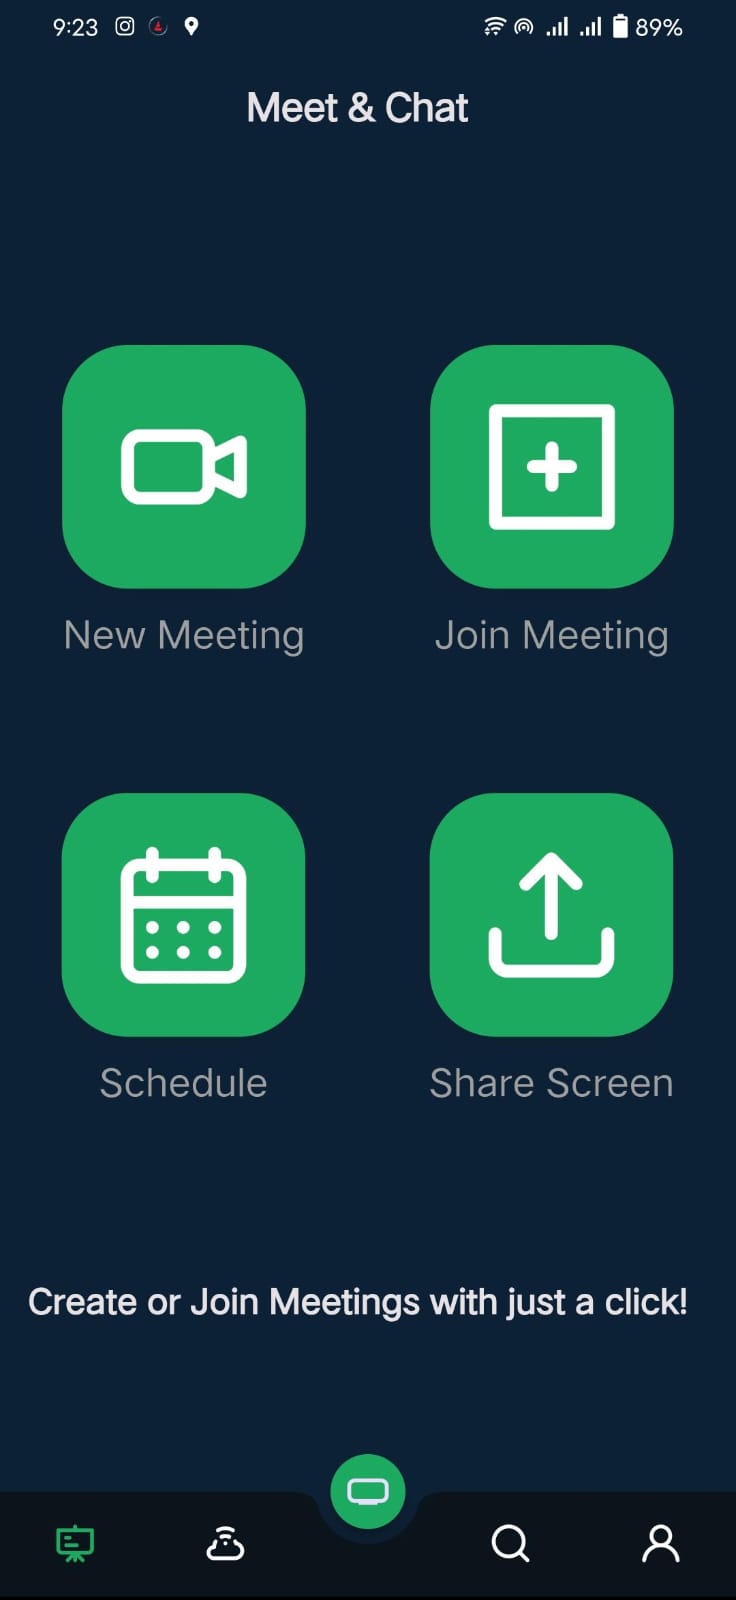 9:23 89%
Meet & Chat
New Meeting Join Meeting
Schedule Share Screen
Create or Join Meetings with just a click!